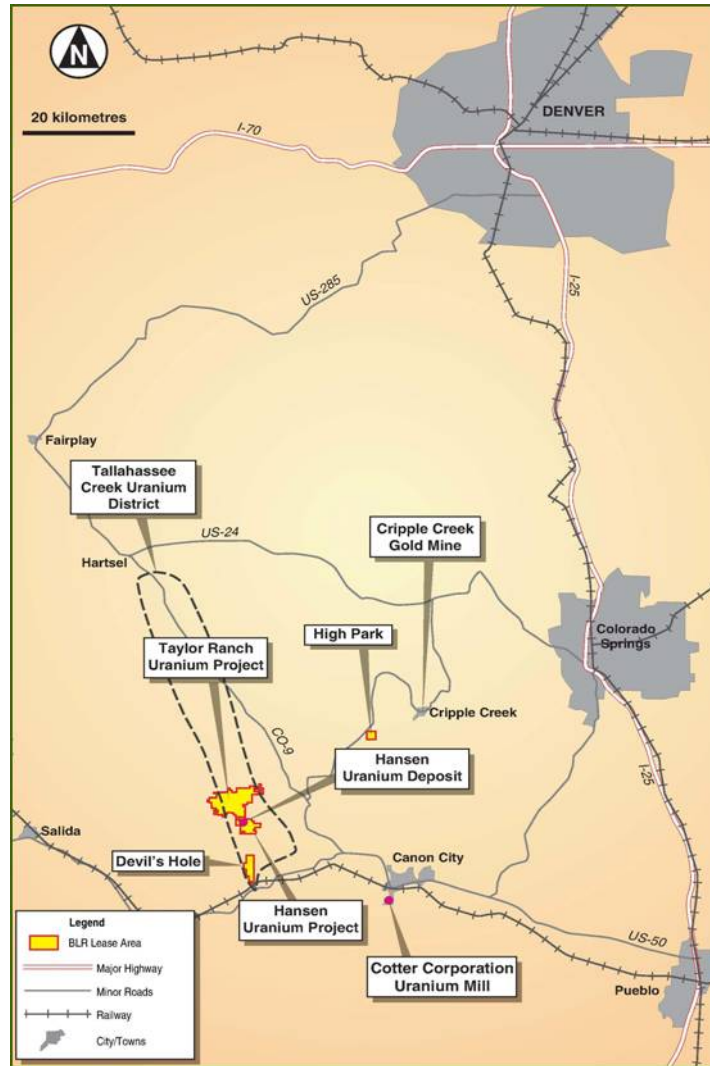 N
20 kilometres
DENVER
I-70
US-285
I-25
Fairplay
Tallahassee
Creek Uranium
District
US-24
Cripple Creek
Gold Mine
Hartsel
High Park
Colorado
Springs
Taylor Ranch
Uranium Project
Cripple Creek
CO-9
Hansen
Uranium Deposit
I-25
Salida
Devil's Hole
Canon City
Hansen
Uranium Project
US-50
Cotter Corporation
Uranium Mill
Pueblo
Legend
BLR Lease Area
Major Highway
Minor Roads
Railway
City/Towns